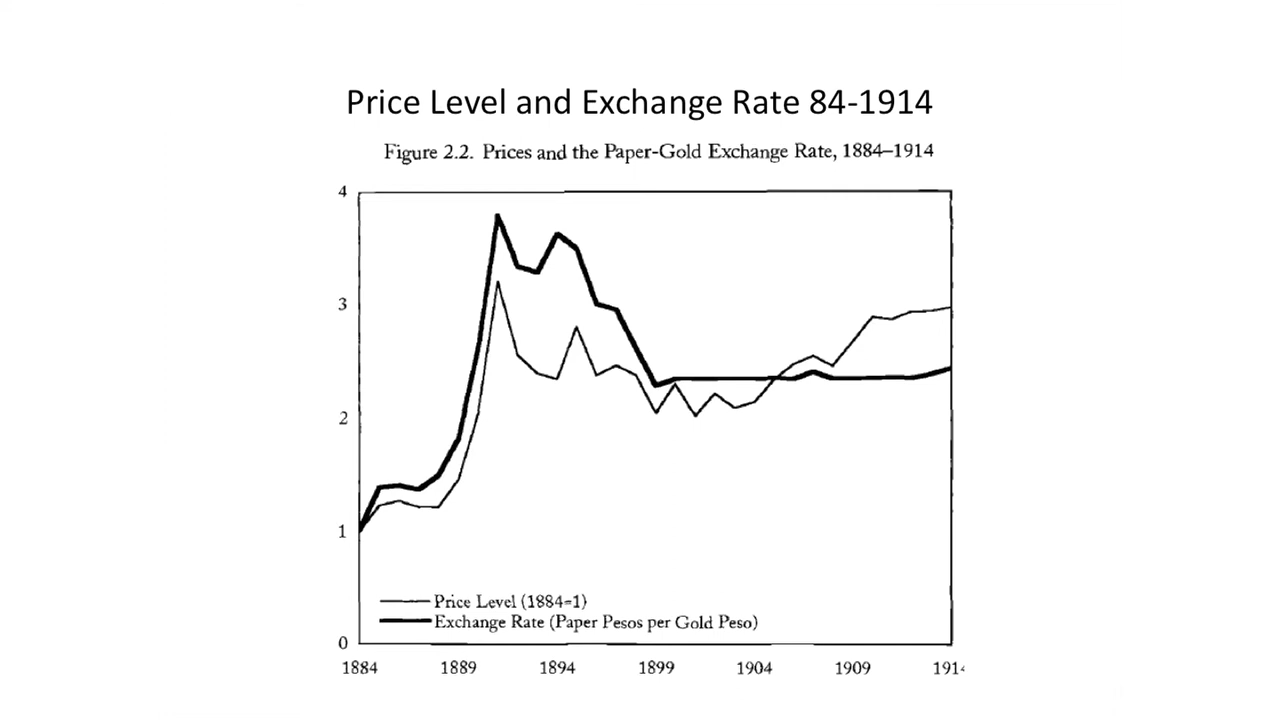 Price Level and Exchange Rate 84-1914
Figure 2.2. Prices and the Paper-Gold Exchange Rate, 1884–1914
4
3
2
1
0
Price Level (1884=1)
Exchange Rate (Paper Pesos per Gold Peso)
1884 1889 1894 1899 1904 1909 1914